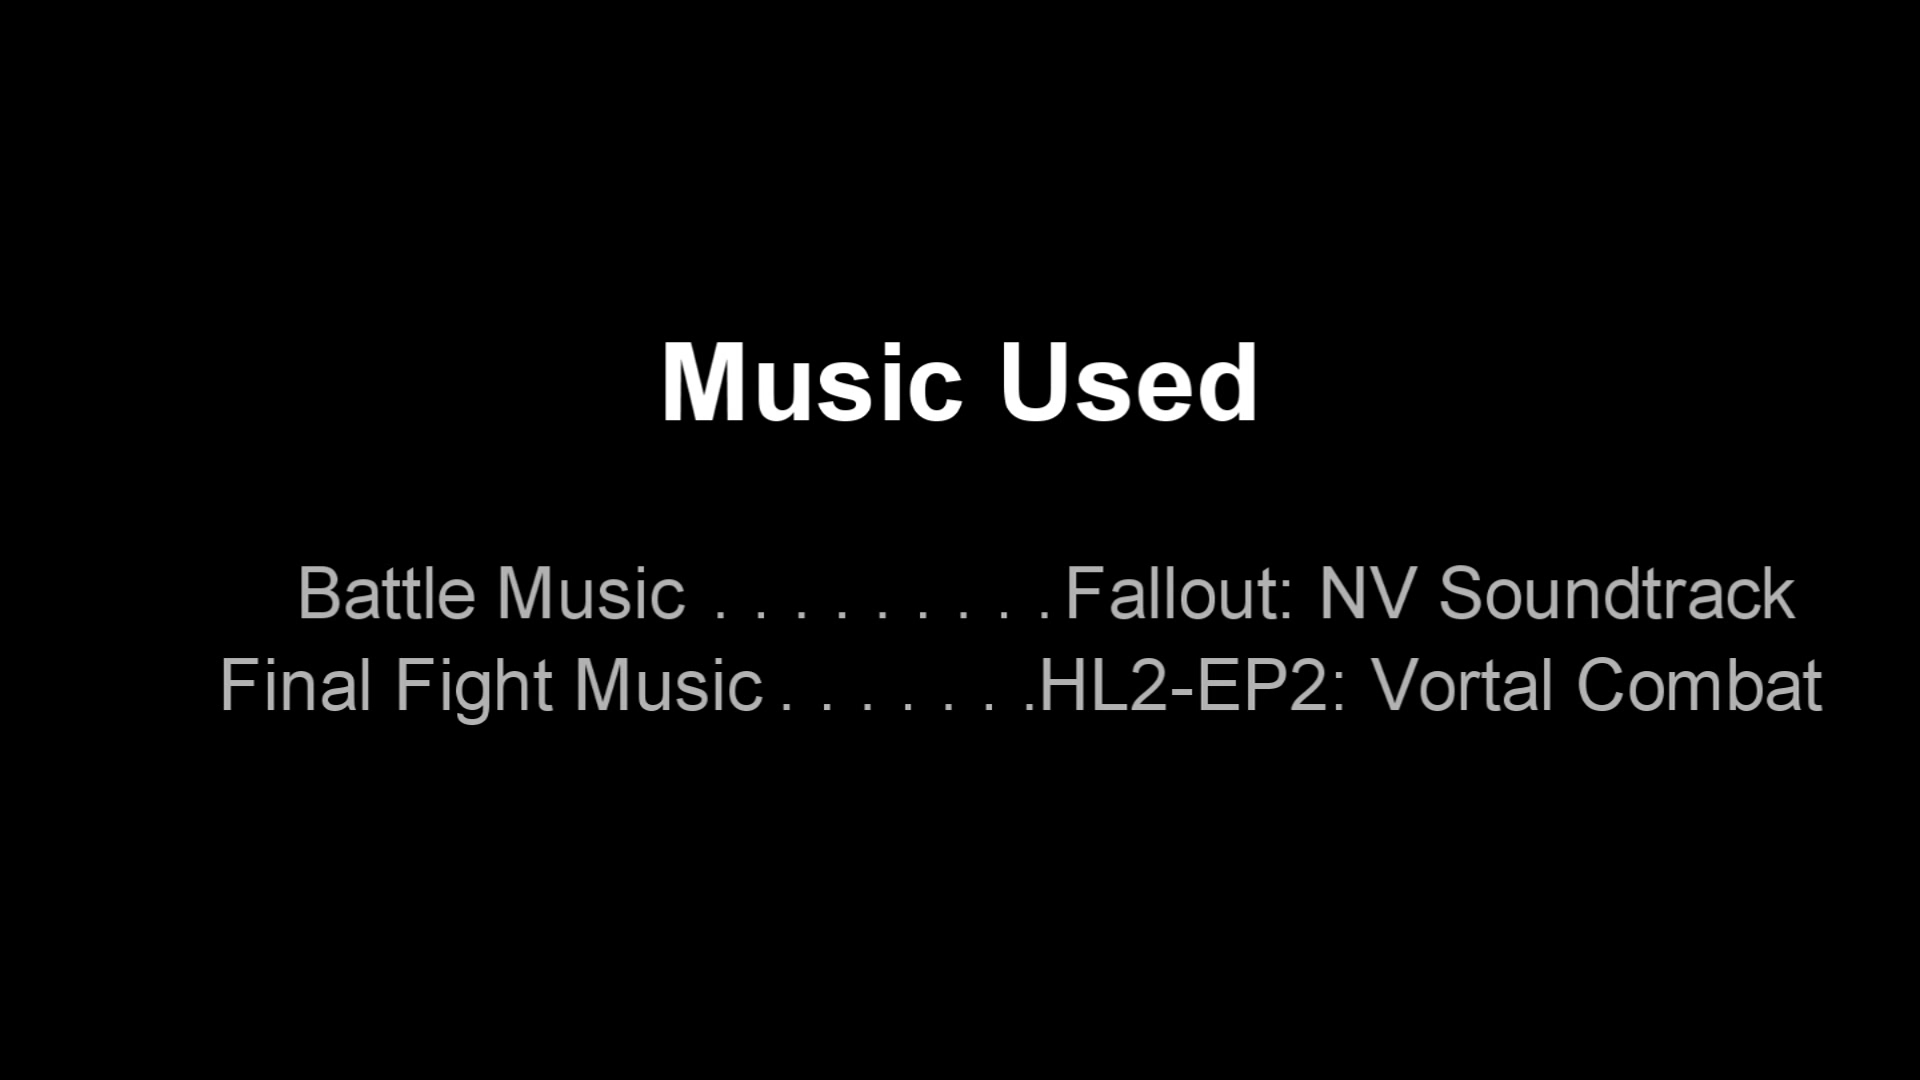 Music Used
Battle Music . . . . . . . . . Fallout: NV Soundtrack
Final Fight Music . . . . . . .HL2-EP2: Vortal Combat